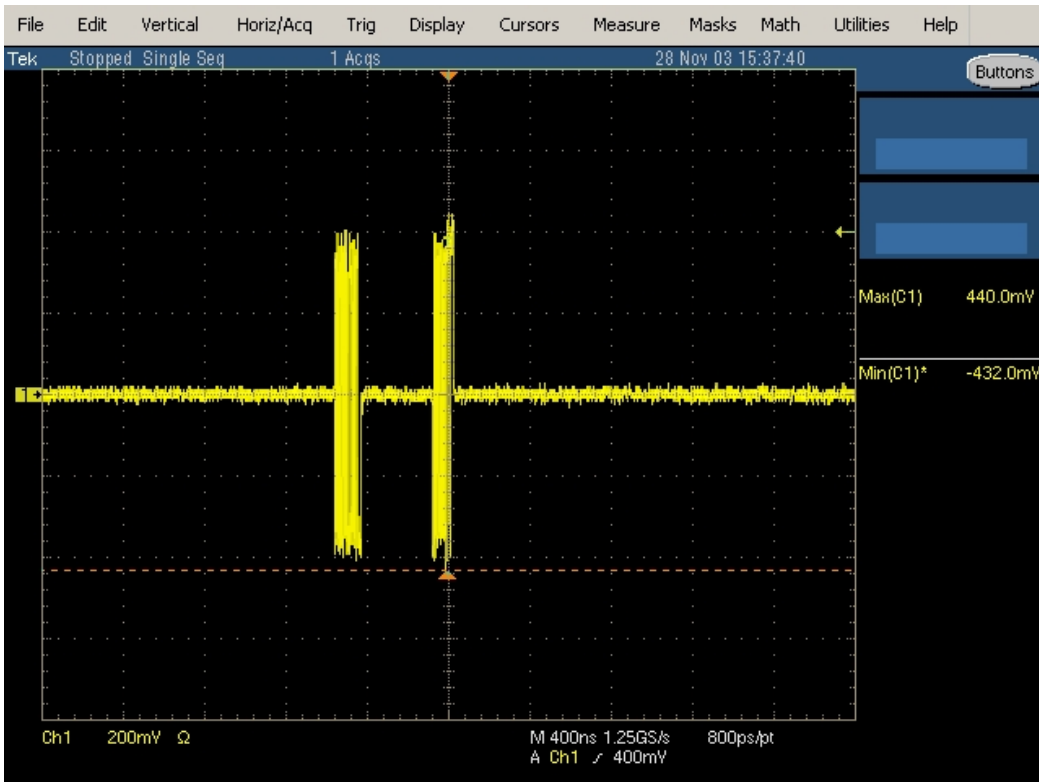 File Edit Vertical Horiz/Acq Trig Display Cursors Measure Masks Math Utilities Help
Tek Stopped Single Seq 1 Acqs 28 Nov 03 15:37:40
Buttons
Max(C1) 440.0mV
1
Min(C1)* -432.0mV
Ch1 200mV Ω M 400ns 1.25GS/s 800ps/pt
A Ch1 ∕ 400mV